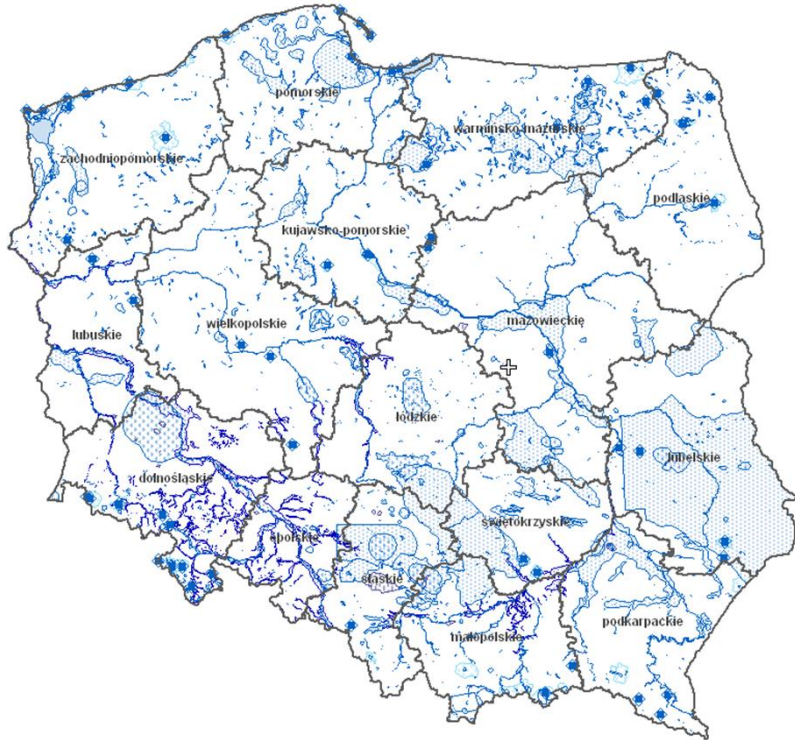 pomorskie
warmińsko-mazurskie
zachodniopomorskie
podlaskie
kujawsko-pomorskie
mazowieckie
wielkopolskie
lubuskie
łódzkie
lubelskie
dolnośląskie
świętokrzyskie
opolskie
śląskie
podkarpackie
małopolskie